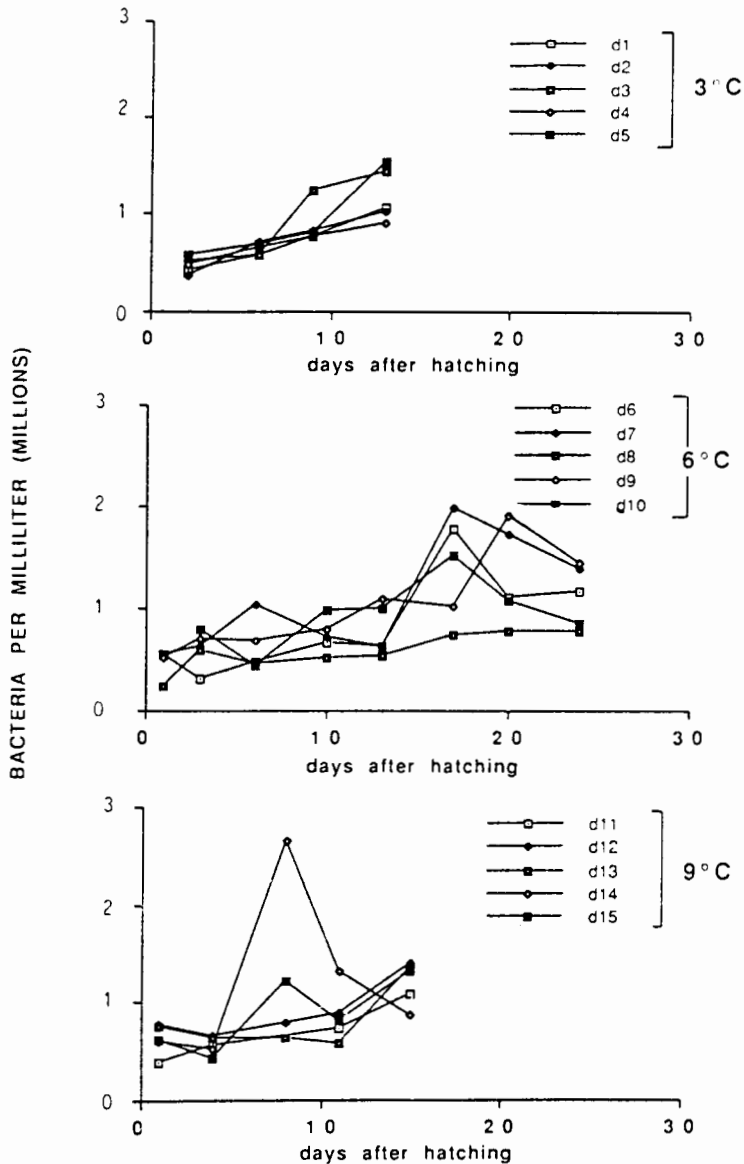 BACTERIA PER MILLILITER (MILLIONS)
3
2
1
0
0 10 20 30
days after hatching
d1
d2
d3
d4
d5
3°C
3
2
1
0
0 10 20 30
days after hatching
d6
d7
d8
d9
d10
6°C
3
2
1
0
0 10 20 30
days after hatching
d11
d12
d13
d14
d15
9°C